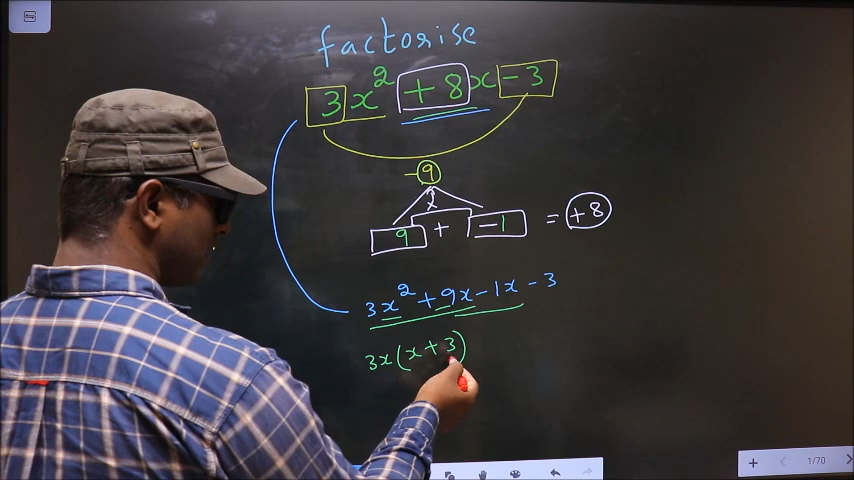 factorise
3x² + 8x - 3
-9
x
9 + -1 = +8
3x² + 9x - 1x - 3
3x(x + 3)
1/70